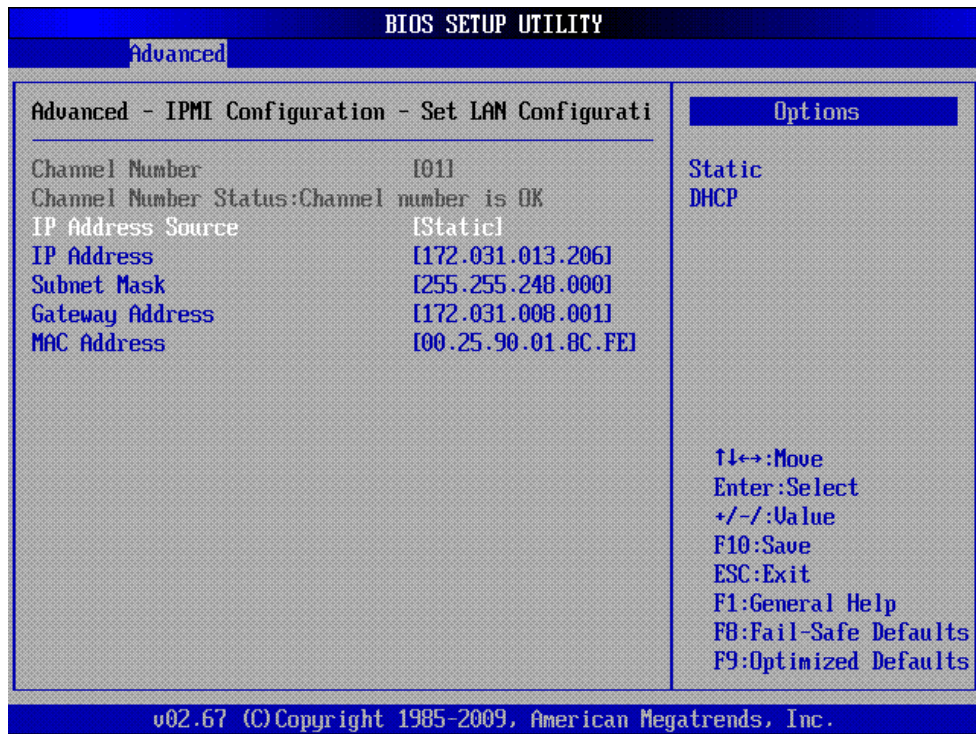 BIOS SETUP UTILITY
Advanced
Advanced - IPMI Configuration - Set LAN Configurati
Channel Number [01]
Channel Number Status:Channel number is OK
IP Address Source [Static]
IP Address [172.031.013.206]
Subnet Mask [255.255.248.000]
Gateway Address [172.031.008.001]
MAC Address [00.25.90.01.8C.FE]
Options
Static
DHCP
↑↓←→:Move
Enter:Select
+/-/:Value
F10:Save
ESC:Exit
F1:General Help
F8:Fail-Safe Defaults
F9:Optimized Defaults
v02.67 (C)Copyright 1985-2009, American Megatrends, Inc.